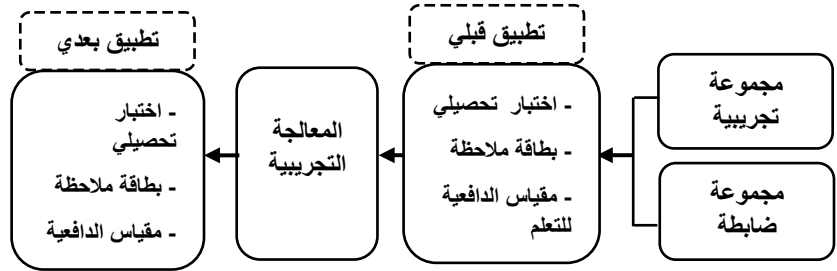 مجموعة
تجريبية
مجموعة
ضابطة
تطبيق قبلي
- اختبار تحصيلي
- بطاقة ملاحظة
- مقياس الدافعية
للتعلم
المعالجة
التجريبية
تطبيق بعدي
- اختبار
تحصيلي
- بطاقة ملاحظة
- مقياس الدافعية